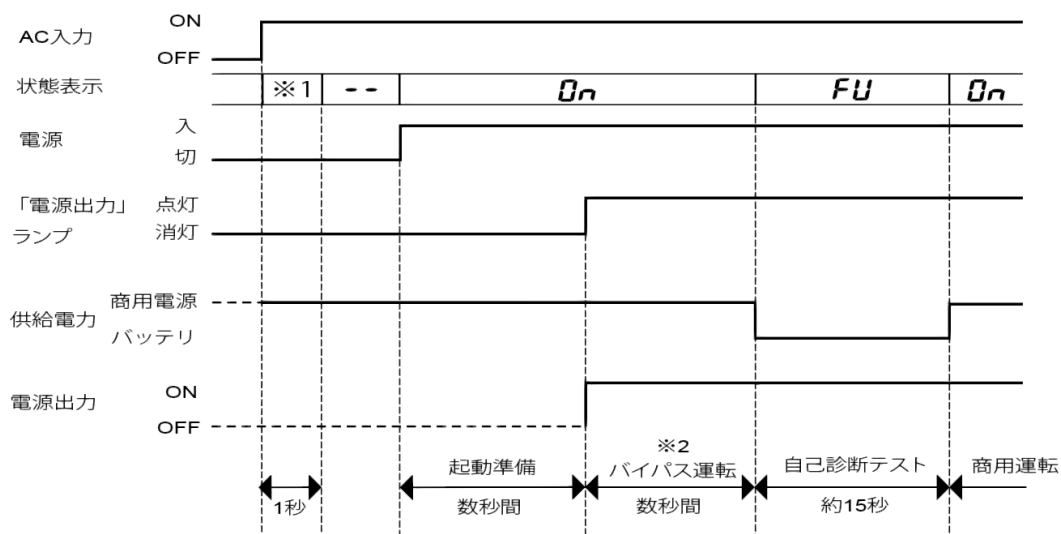 AC入力
ON
OFF
状態表示
※1
--
On
FU
On
電源
入
切
「電源出力」
ランプ
点灯
消灯
供給電力
商用電源
バッテリ
電源出力
ON
OFF
1秒
起動準備
数秒間
※2
バイパス運転
数秒間
自己診断テスト
約15秒
商用運転